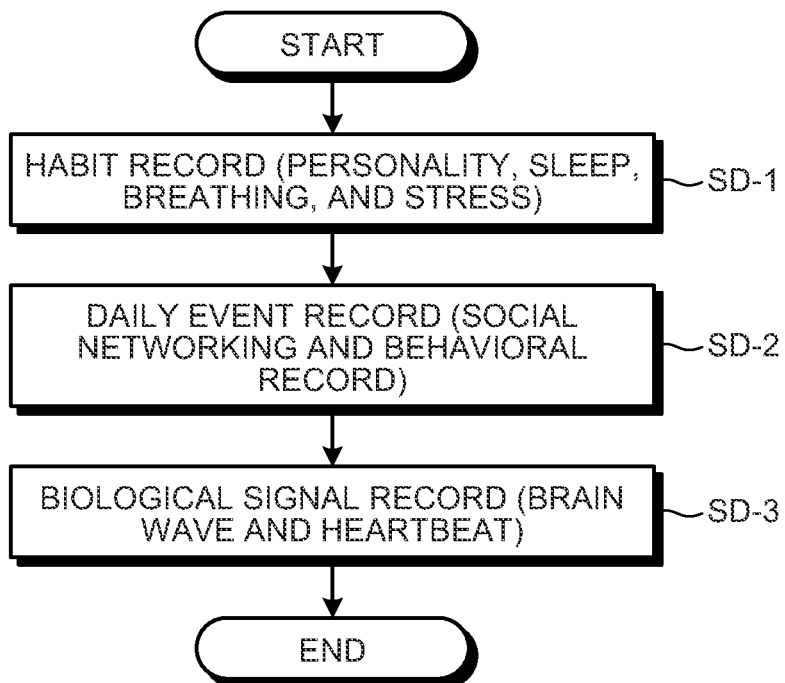 START
HABIT RECORD (PERSONALITY, SLEEP,
BREATHING, AND STRESS)
SD-1
DAILY EVENT RECORD (SOCIAL
NETWORKING AND BEHAVIORAL
RECORD)
SD-2
BIOLOGICAL SIGNAL RECORD (BRAIN
WAVE AND HEARTBEAT)
SD-3
END